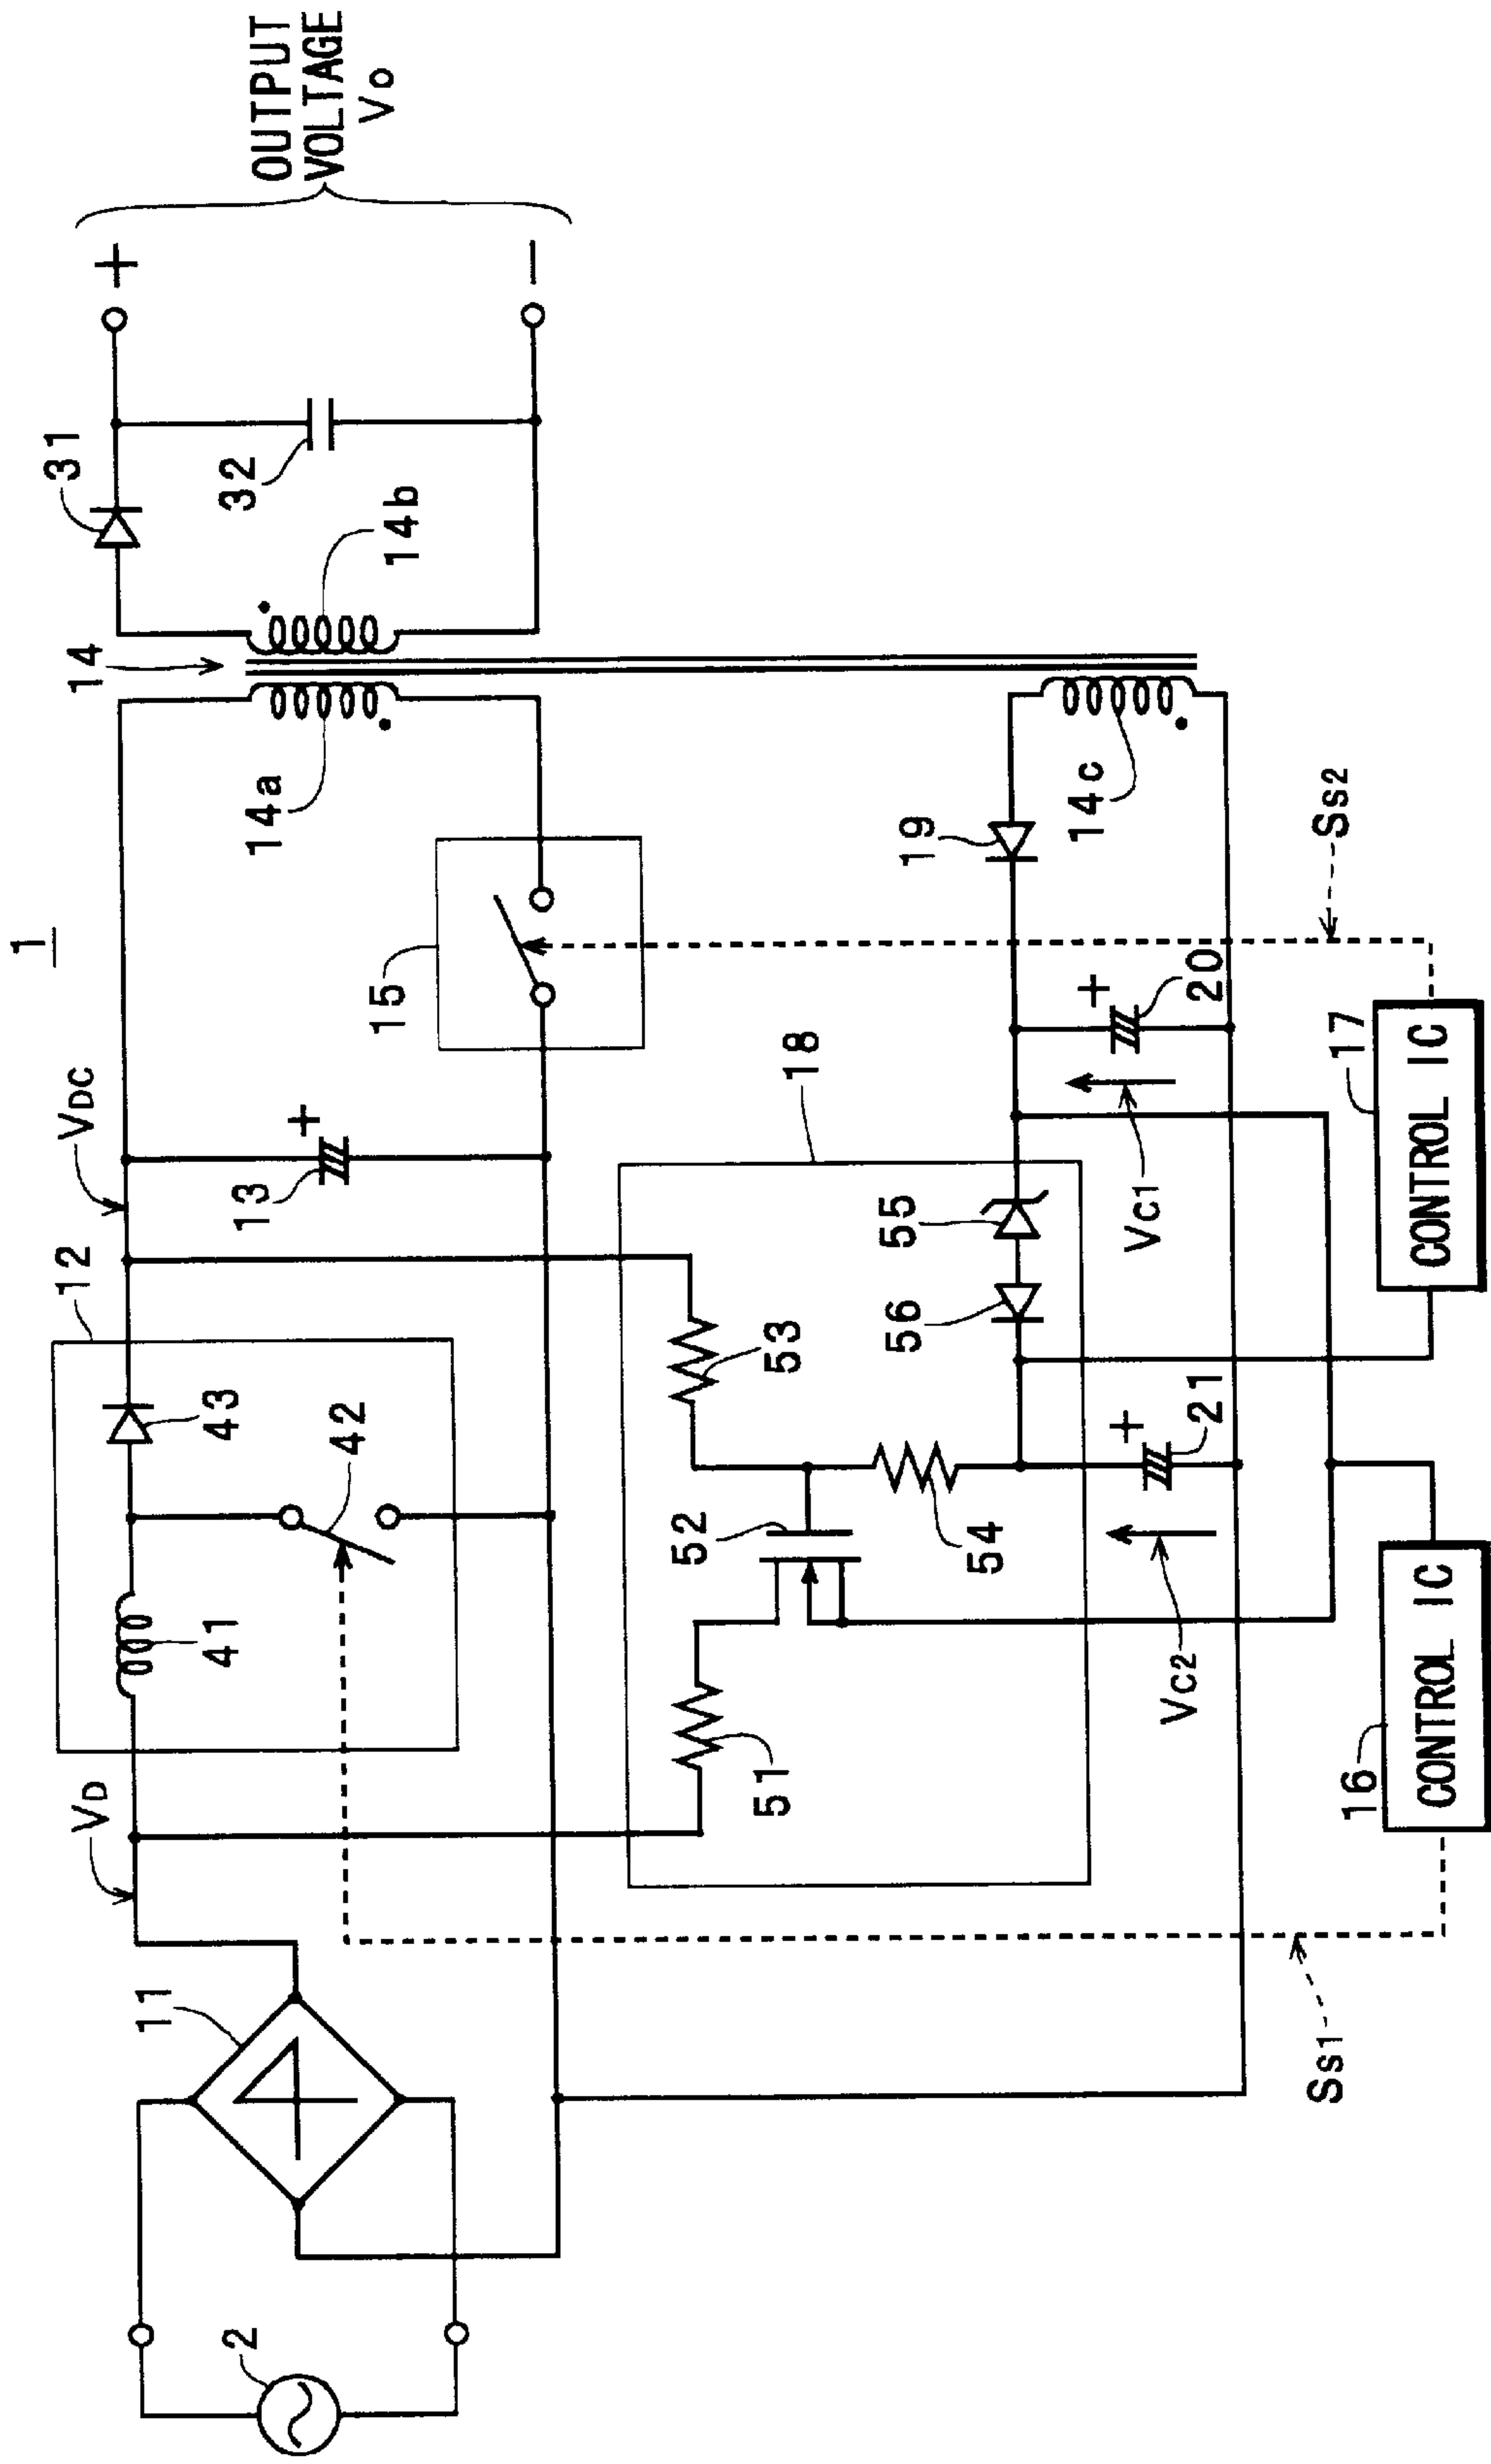 1
VD
12
VDC
14
31
OUTPUT
VOLTAGE
Vo
+
−
11
41
43
42
13
+
15
14a
14b
32
2
51
52
53
54
18
56
55
19
14c
Vc2
+
21
Vc1
+
20
Ss1
16
CONTROL IC
17
CONTROL IC
Ss2